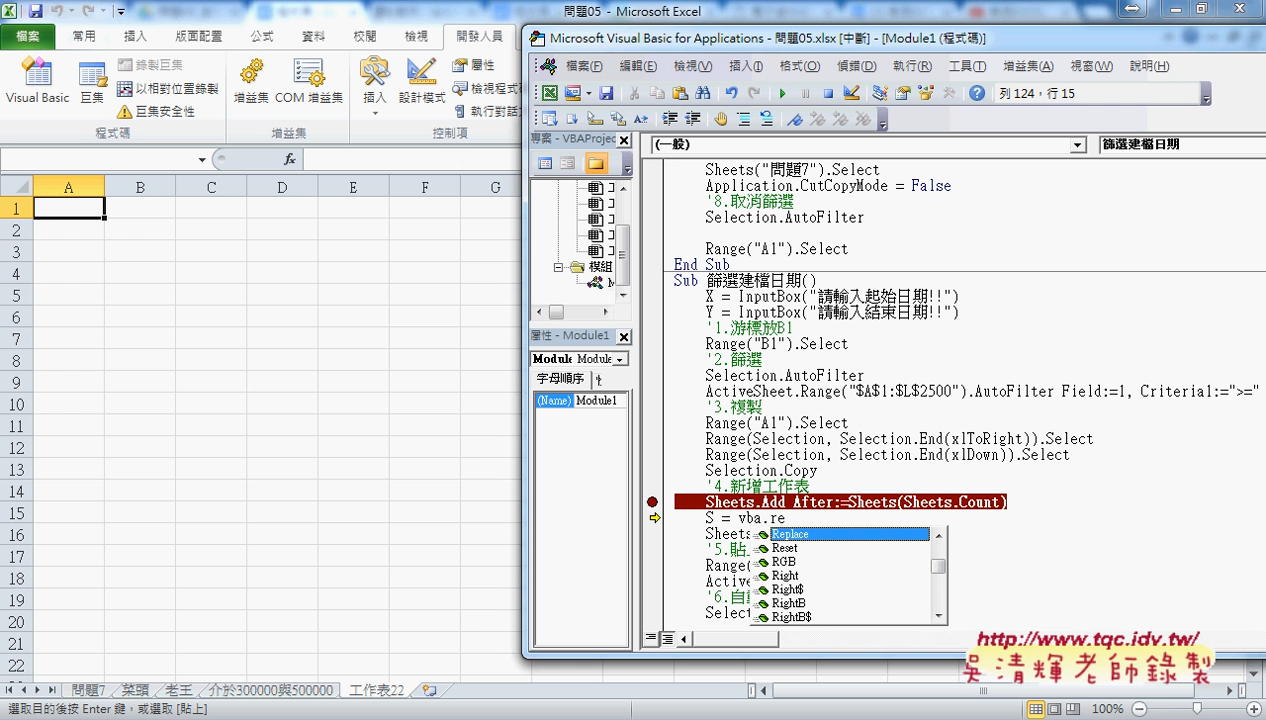 問題05 - Microsoft Excel
檔案 常用 插入 版面配置 公式 資料 校閱 檢視 開發人員
Visual Basic
巨集
錄製巨集
以相對位置錄製
巨集安全性
程式碼
增益集
COM 增益集
增益集
插入
設計模式
屬性
檢視程式碼
執行對話
控制項
fx
A B C D E F G
1
2
3
4
5
6
7
8
9
10
11
12
13
14
15
16
17
18
19
20
21
22
問題7 菜頭 老王 介於300000與500000 工作表22
選取目的後按 Enter 鍵，或選取 [貼上]
100%
Microsoft Visual Basic for Applications - 問題05.xlsx [中斷] - [Module1 (程式碼)]
檔案(F) 編輯(E) 檢視(V) 插入(I) 格式(O) 偵錯(D) 執行(R) 工具(T) 增益集(A) 視窗(W) 說明(H)
列 124，行 15
專案 - VBAProjec
模組
屬性 - Module1
Module Module
字母順序
(Name) Module1
(一般)
篩選建檔日期
Sheets("問題7").Select
Application.CutCopyMode = False
'8.取消篩選
Selection.AutoFilter
Range("A1").Select
End Sub
Sub 篩選建檔日期()
X = InputBox("請輸入起始日期!!")
Y = InputBox("請輸入結束日期!!")
'1.游標放B1
Range("B1").Select
'2.篩選
Selection.AutoFilter
ActiveSheet.Range("$A$1:$L$2500").AutoFilter Field:=1, Criteria1:=">="
'3.複製
Range("A1").Select
Range(Selection, Selection.End(xlToRight)).Select
Range(Selection, Selection.End(xlDown)).Select
Selection.Copy
'4.新增工作表
Sheets.Add After:=Sheets(Sheets.Count)
S = vba.re
Sheets
'5.貼
Range(
Activ
'6.自
Select
Replace
Reset
RGB
Right
Right$
RightB
RightB$
http://www.tqc.idv.tw/
吳清輝老師錄製